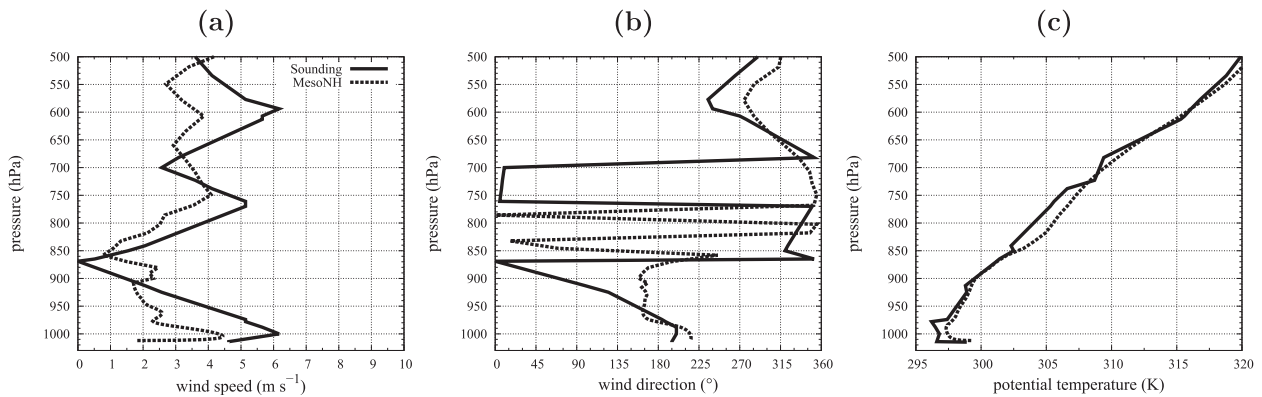 (a)
500
550
600
650
700
750
800
850
900
950
1000
pressure (hPa)
Sounding
MesoNH
0 1 2 3 4 5 6 7 8 9 10
wind speed (m s⁻¹)
(b)
500
550
600
650
700
750
800
850
900
950
1000
pressure (hPa)
0 45 90 135 180 225 270 315 360
wind direction (°)
(c)
500
550
600
650
700
750
800
850
900
950
1000
pressure (hPa)
295 300 305 310 315 320
potential temperature (K)